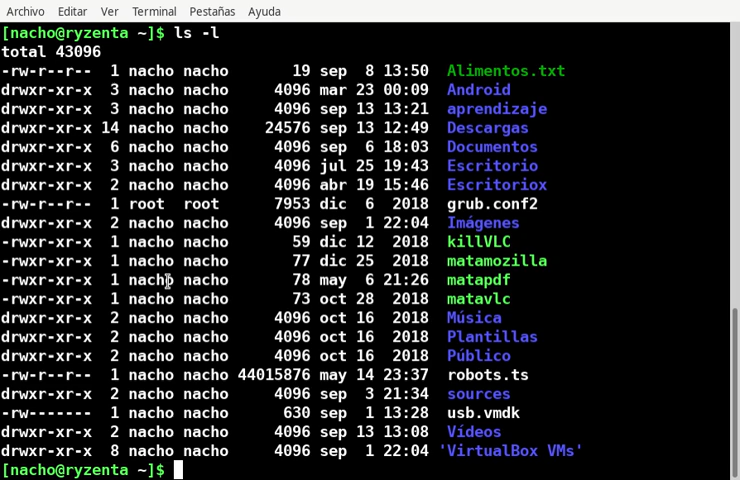 Archivo Editar Ver Terminal Pestañas Ayuda
[nacho@ryzenta ~]$ ls -l
total 43096
-rw-r--r-- 1 nacho nacho 19 sep 8 13:50 Alimentos.txt
drwxr-xr-x 3 nacho nacho 4096 mar 23 00:09 Android
drwxr-xr-x 3 nacho nacho 4096 sep 13 13:21 aprendizaje
drwxr-xr-x 14 nacho nacho 24576 sep 13 12:49 Descargas
drwxr-xr-x 6 nacho nacho 4096 sep 6 18:03 Documentos
drwxr-xr-x 3 nacho nacho 4096 jul 25 19:43 Escritorio
drwxr-xr-x 2 nacho nacho 4096 abr 19 15:46 Escritoriox
-rw-r--r-- 1 root root 7953 dic 6 2018 grub.conf2
drwxr-xr-x 2 nacho nacho 4096 sep 1 22:04 Imágenes
-rwxr-xr-x 1 nacho nacho 59 dic 12 2018 killVLC
-rwxr-xr-x 1 nacho nacho 77 dic 25 2018 matamozilla
-rwxr-xr-x 1 nacho nacho 78 may 6 21:26 matapdf
-rwxr-xr-x 1 nacho nacho 73 oct 28 2018 matavlc
drwxr-xr-x 2 nacho nacho 4096 oct 16 2018 Música
drwxr-xr-x 2 nacho nacho 4096 oct 16 2018 Plantillas
drwxr-xr-x 2 nacho nacho 4096 oct 16 2018 Público
-rw-r--r-- 1 nacho nacho 44015876 may 14 23:37 robots.ts
drwxr-xr-x 2 nacho nacho 4096 sep 3 21:34 sources
-rw------- 1 nacho nacho 630 sep 1 13:28 usb.vmdk
drwxr-xr-x 2 nacho nacho 4096 sep 13 13:08 Vídeos
drwxr-xr-x 8 nacho nacho 4096 sep 1 22:04 'VirtualBox VMs'
[nacho@ryzenta ~]$